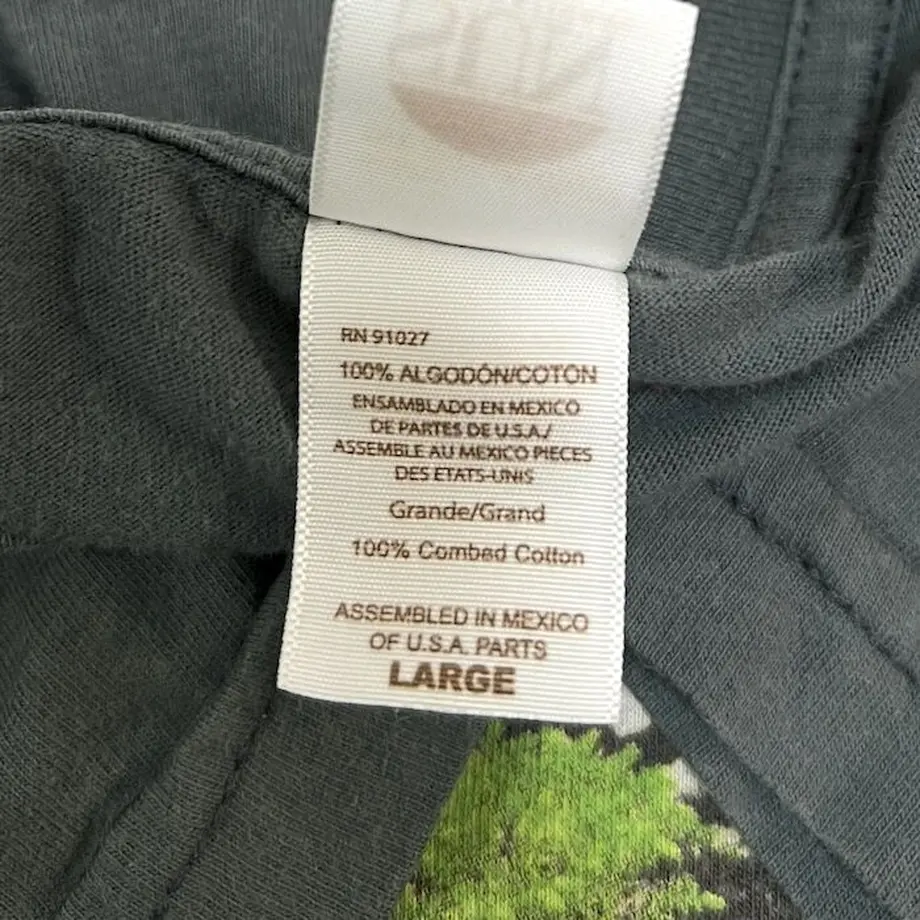 RN 91027
100% ALGODÓN/COTON
ENSAMBLADO EN MEXICO
DE PARTES DE U.S.A./
ASSEMBLE AU MEXICO PIECES
DES ETATS-UNIS
Grande/Grand
100% Combed Cotton
ASSEMBLED IN MEXICO
OF U.S.A. PARTS
LARGE